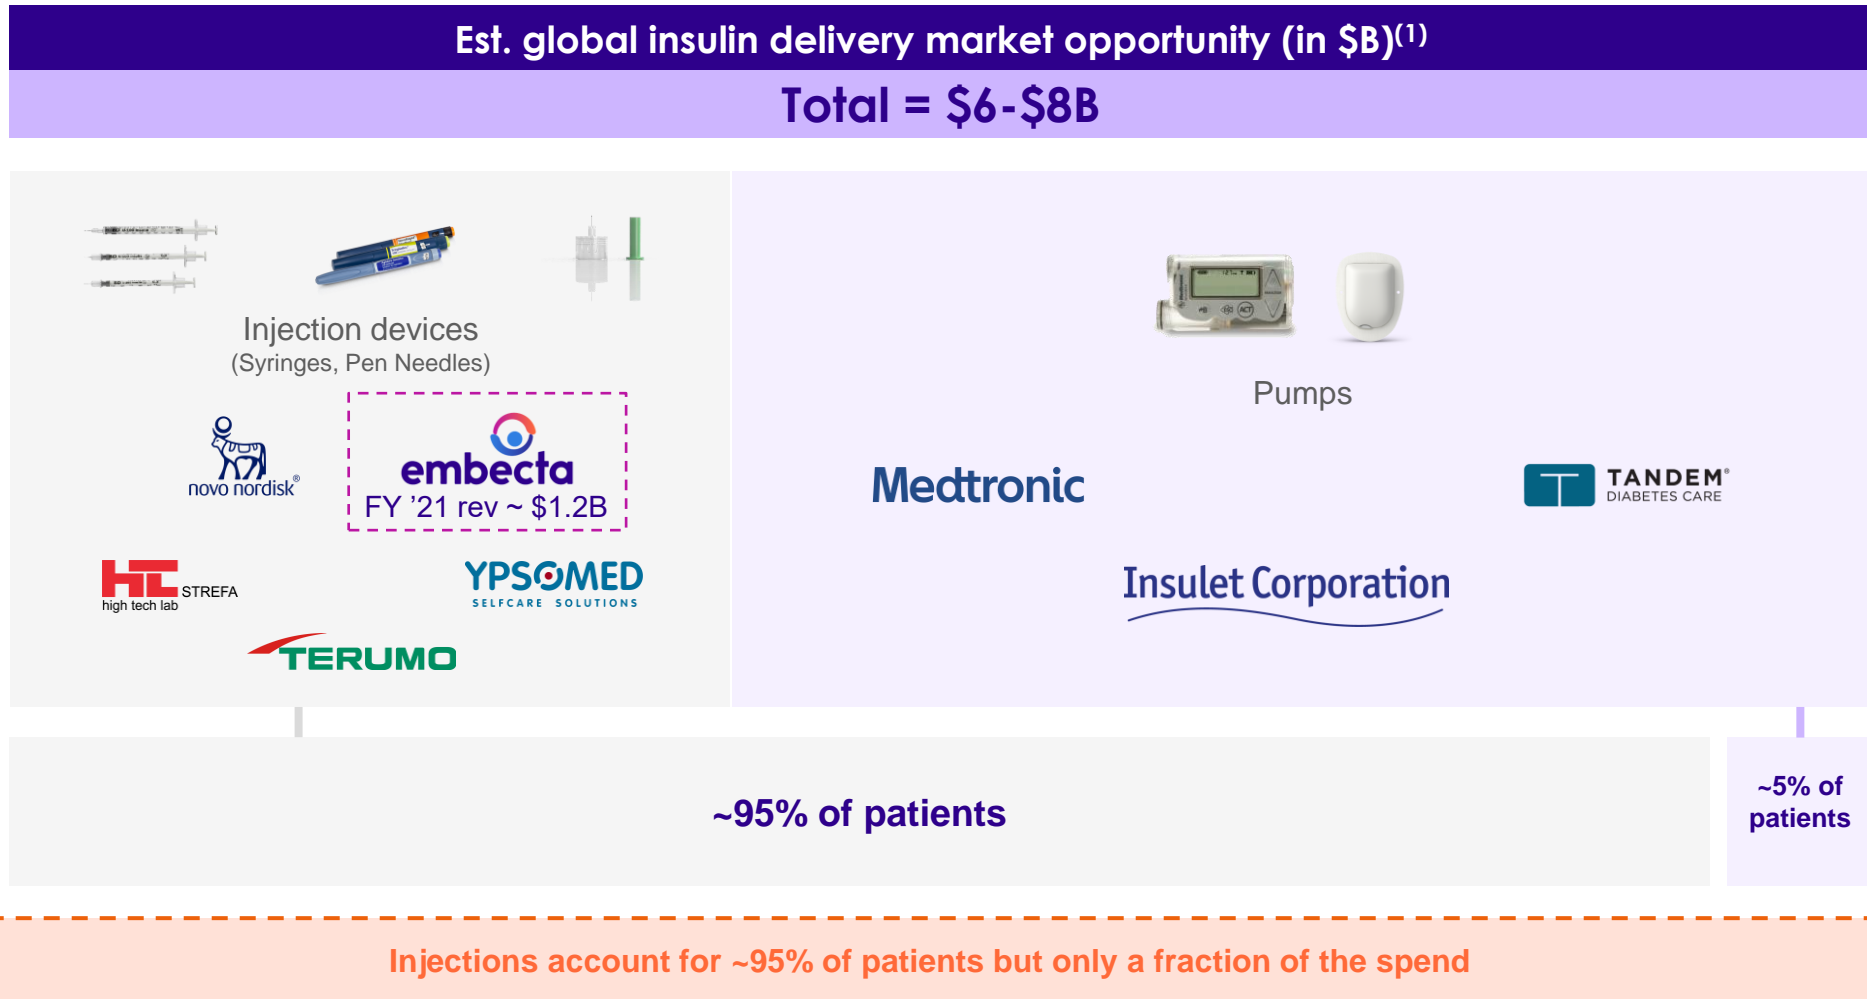 Est. global insulin delivery market opportunity (in $B)(1)
Total = $6-$8B
Injection devices
(Syringes, Pen Needles)
novo nordisk®
embecta
FY ’21 rev ~ $1.2B
HTL STREFA
high tech lab
YPSOMED
SELFCARE SOLUTIONS
TERUMO
ACT
Pumps
Medtronic
TANDEM®
DIABETES CARE
Insulet Corporation
~95% of patients
~5% of
patients
Injections account for ~95% of patients but only a fraction of the spend